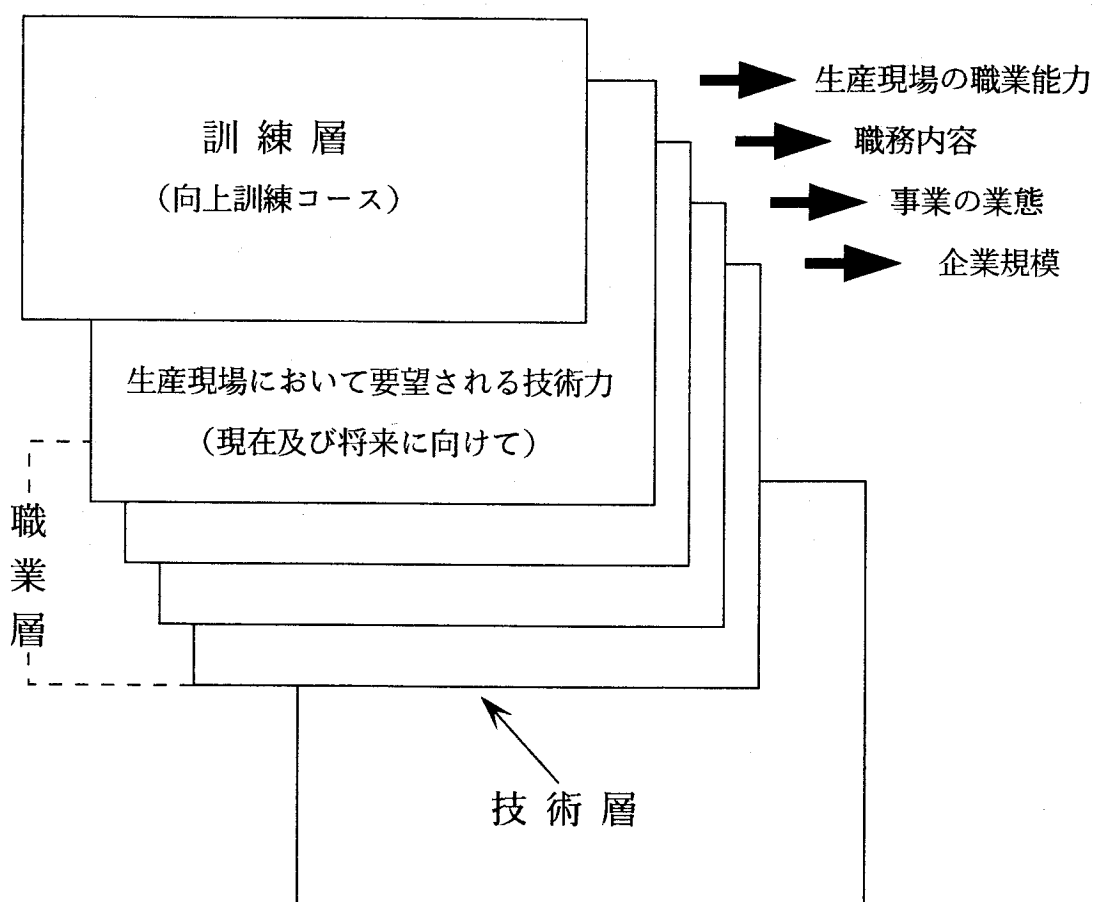 訓練層
(向上訓練コース)
生産現場の職業能力
職務内容
事業の業態
企業規模
生産現場において要望される技術力
(現在及び将来に向けて)
職業層
技術層